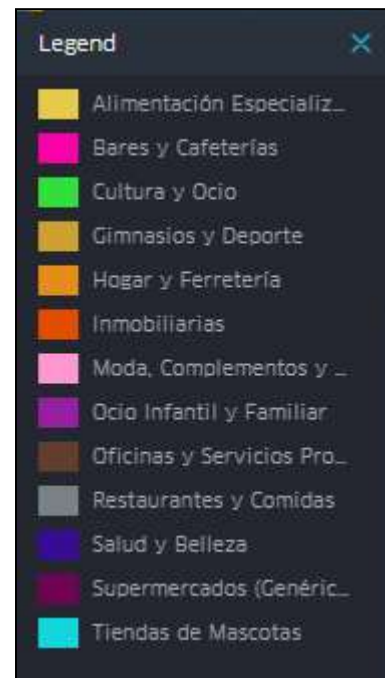 Legend
Alimentación Especializ...
Bares y Cafeterías
Cultura y Ocio
Gimnasios y Deporte
Hogar y Ferretería
Inmobiliarias
Moda, Complementos y ...
Ocio Infantil y Familiar
Oficinas y Servicios Pro...
Restaurantes y Comidas
Salud y Belleza
Supermercados (Genéric...
Tiendas de Mascotas